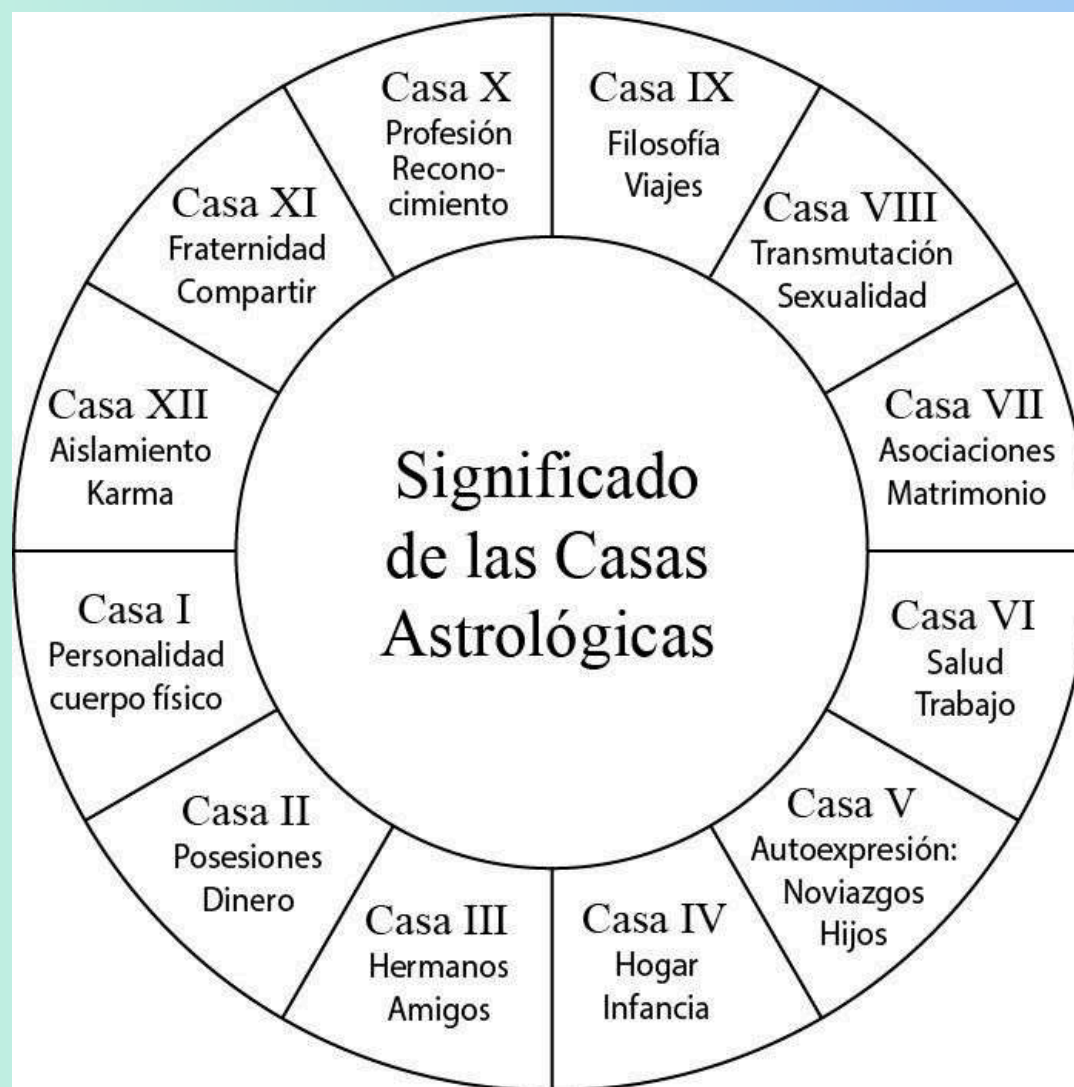 Casa X
Profesión
Recono-
cimiento
Casa IX
Filosofía
Viajes
Casa VIII
Transmutación
Sexualidad
Casa VII
Asociaciones
Matrimonio
Casa VI
Salud
Trabajo
Casa V
Autoexpresión:
Noviazgos
Hijos
Casa IV
Hogar
Infancia
Casa III
Hermanos
Amigos
Casa II
Posesiones
Dinero
Casa I
Personalidad
cuerpo físico
Casa XII
Aislamiento
Karma
Casa XI
Fraternidad
Compartir
Significado
de las Casas
Astrológicas